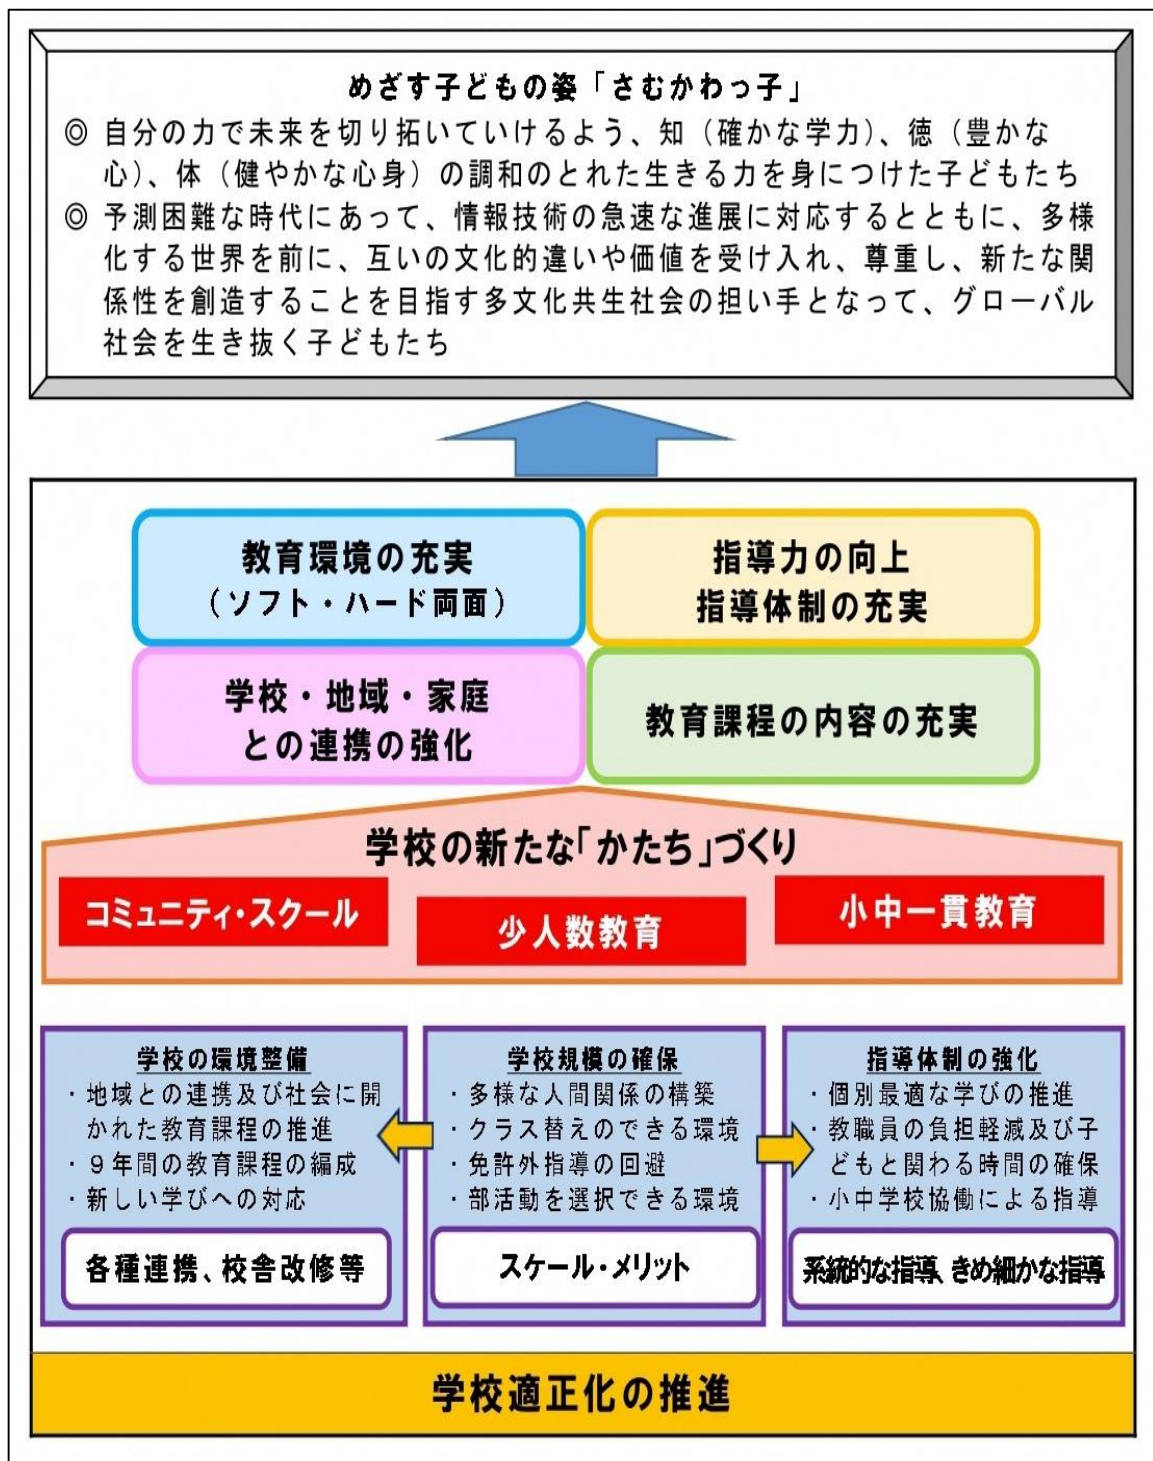 めざす子どもの姿「さむかわっ子」
◎ 自分の力で未来を切り拓いていけるよう、知（確かな学力）、徳（豊かな
心）、体（健やかな心身）の調和のとれた生きる力を身につけた子どもたち
◎ 予測困難な時代にあって、情報技術の急速な進展に対応するとともに、多様
化する世界を前に、互いの文化的違いや価値を受け入れ、尊重し、新たな関
係性を創造することを目指す多文化共生社会の担い手となって、グローバル
社会を生き抜く子どもたち
教育環境の充実
（ソフト・ハード両面）
指導力の向上
指導体制の充実
学校・地域・家庭
との連携の強化
教育課程の内容の充実
学校の新たな「かたち」づくり
コミュニティ・スクール
少人数教育
小中一貫教育
学校の環境整備
・地域との連携及び社会に開
かれた教育課程の推進
・９年間の教育課程の編成
・新しい学びへの対応
各種連携、校舎改修等
学校規模の確保
・多様な人間関係の構築
・クラス替えのできる環境
・免許外指導の回避
・部活動を選択できる環境
スケール・メリット
指導体制の強化
・個別最適な学びの推進
・教職員の負担軽減及び子
どもと関わる時間の確保
・小中学校協働による指導
系統的な指導、きめ細かな指導
学校適正化の推進